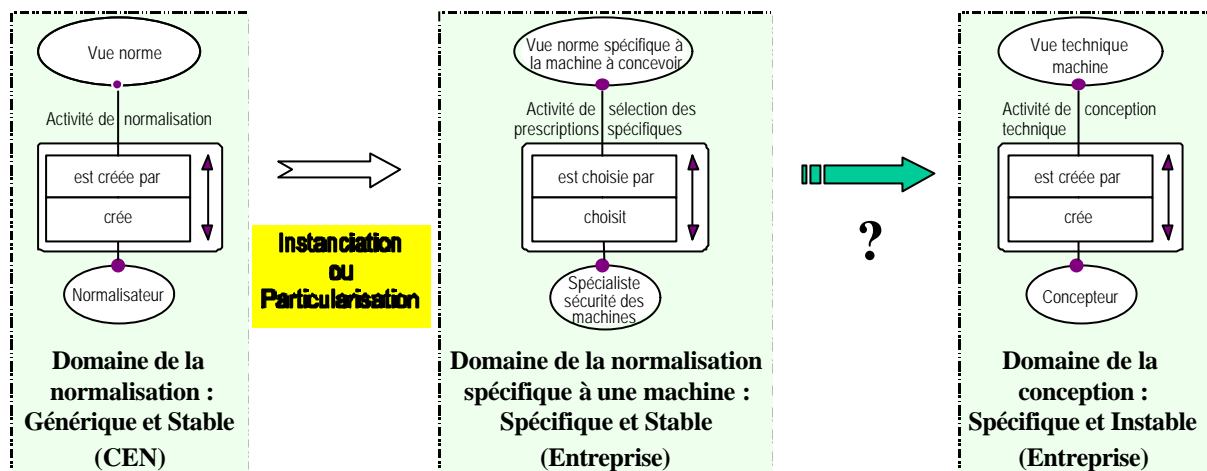 Vue norme
Activité de normalisation
est créée par
crée
Normalisateur
Domaine de la
normalisation :
Générique et Stable
(CEN)
Instanciation
ou
Particularisation
Vue norme spécifique à
la machine à concevoir
Activité de sélection des
prescriptions spécifiques
est choisie par
choisit
Spécialiste
sécurité des
machines
Domaine de la normalisation
spécifique à une machine :
Spécifique et Stable
(Entreprise)
?
Vue technique
machine
Activité de conception
technique
est créée par
crée
Concepteur
Domaine de la
conception :
Spécifique et Instable
(Entreprise)